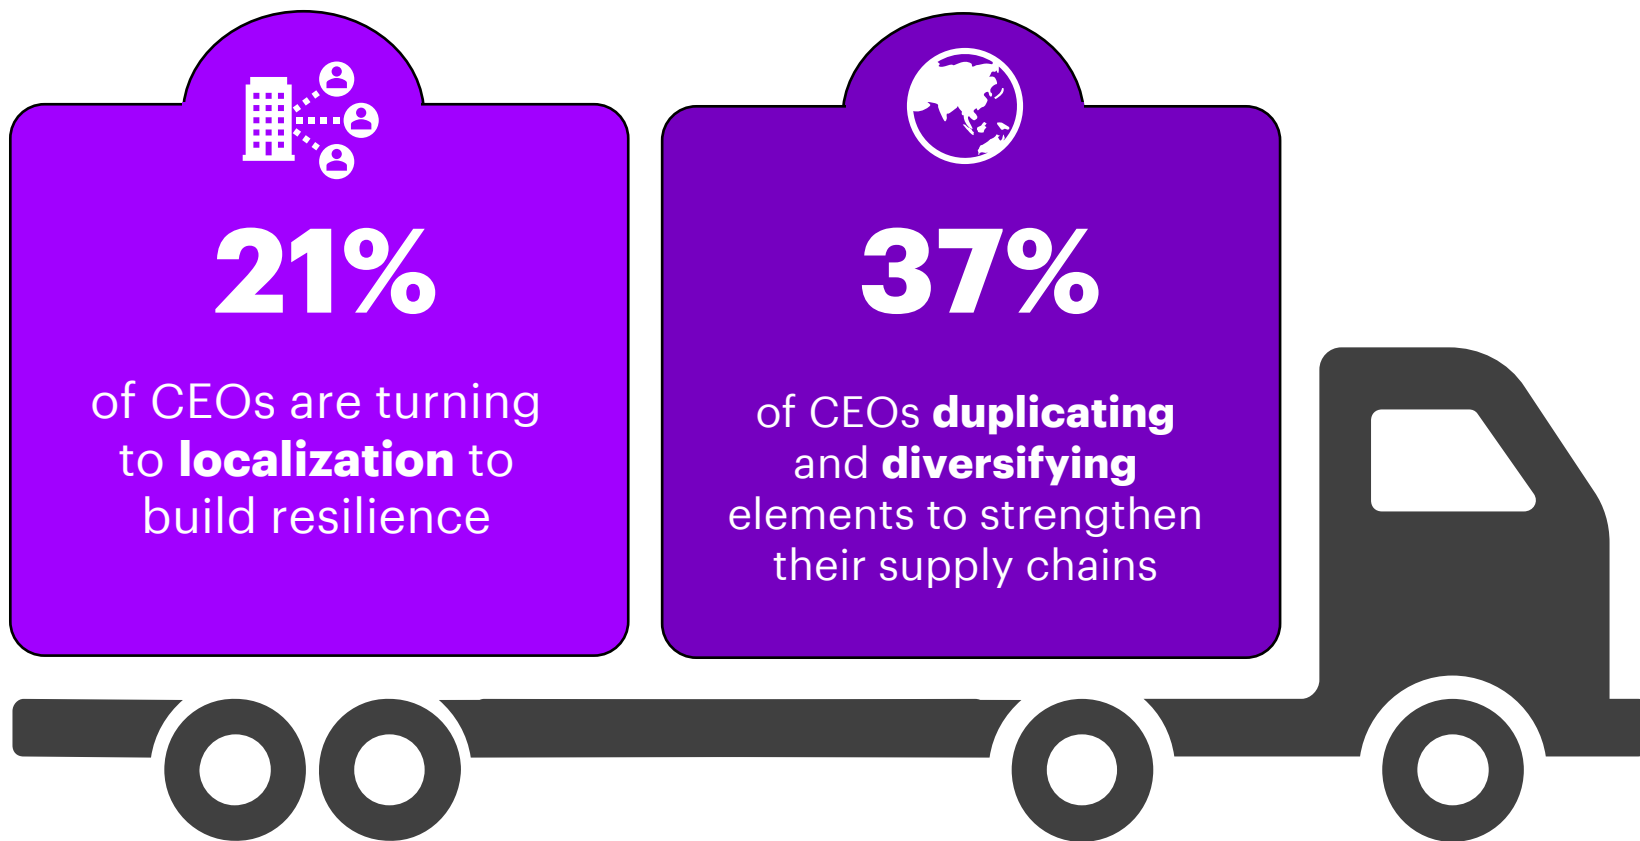 21%
of CEOs are turning
to localization to
build resilience
37%
of CEOs duplicating
and diversifying
elements to strengthen
their supply chains